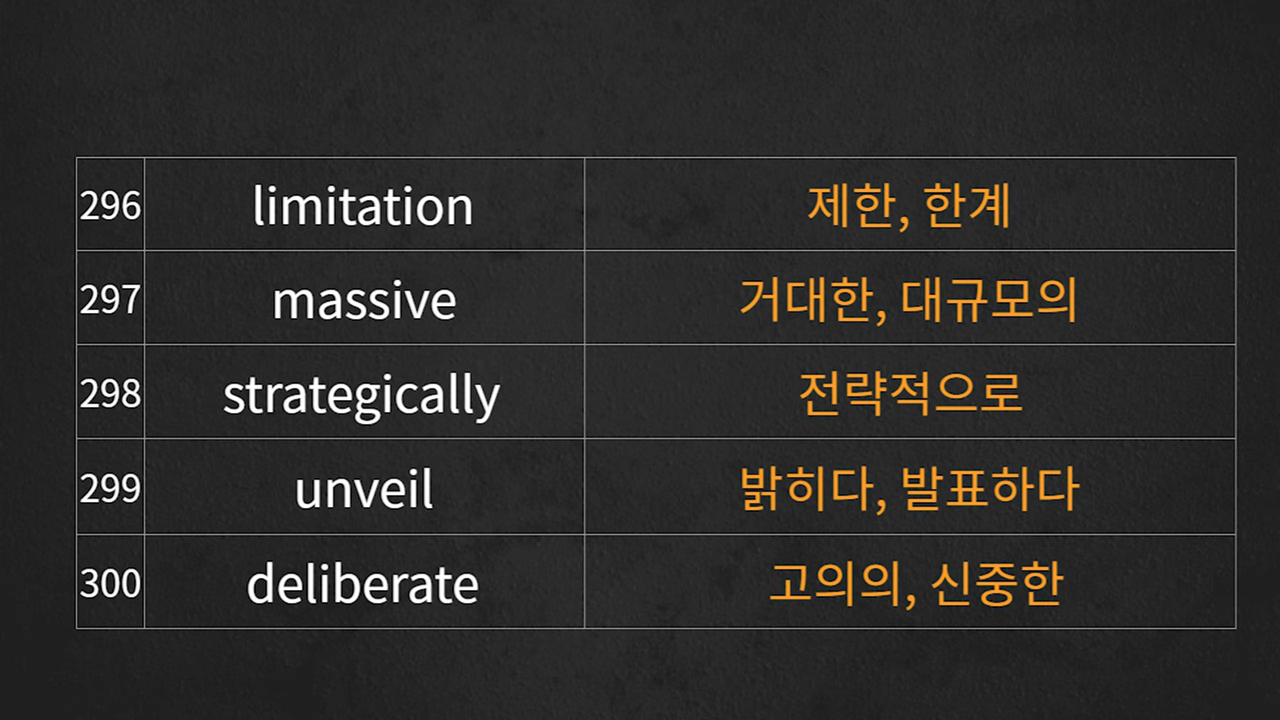 296 limitation 제한, 한계
297 massive 거대한, 대규모의
298 strategically 전략적으로
299 unveil 밝히다, 발표하다
300 deliberate 고의의, 신중한